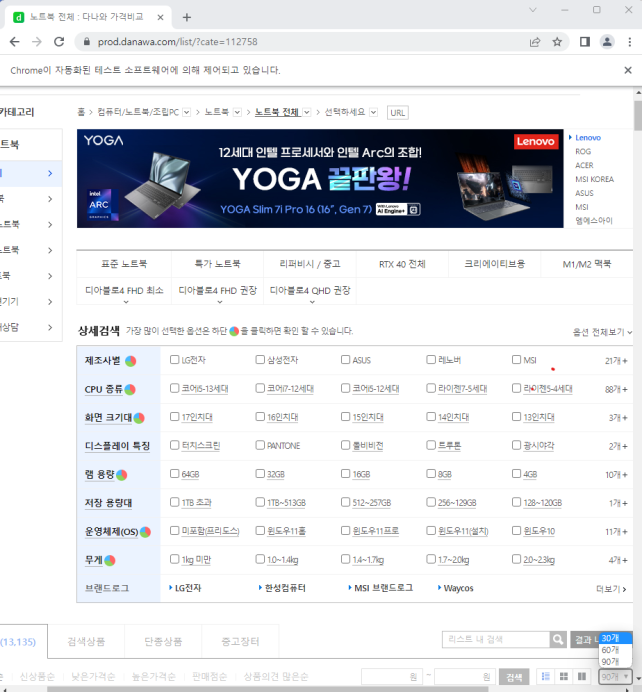 노트북 전체 : 다나와 가격비교
prod.danawa.com/list/?cate=112758
Chrome이 자동화된 테스트 소프트웨어에 의해 제어되고 있습니다.
카테고리
홈 > 컴퓨터/노트북/조립PC > 노트북 > 노트북 전체 > 선택하세요 URL
트북
YOGA
Lenovo
12세대 인텔 프로세서와 인텔 Arc의 조합!
YOGA 끝판왕!
intel
ARC
GRAPHICS
YOGA Slim 7i Pro 16 (16", Gen 7) With Lenovo AI Engine+
Lenovo
ROG
ACER
MSI KOREA
ASUS
MSI
엠에스아이
북
노트북
노트북
트북
변기기
매상담
표준 노트북 특가 노트북 리퍼비시 / 중고 RTX 40 전체 크리에이티브용 M1/M2 맥북
디아블로4 FHD 최소 디아블로4 FHD 권장 디아블로4 QHD 권장
상세검색 가장 많이 선택한 옵션은 하단 을 클릭하면 확인 할 수 있습니다. 옵션 전체보기
제조사별 LG전자 삼성전자 ASUS 레노버 MSI 21개 +
CPU 종류 코어i5-13세대 코어i7-12세대 코어i5-12세대 라이젠7-5세대 라이젠5-4세대 88개 +
화면 크기대 17인치대 16인치대 15인치대 14인치대 13인치대 3개 +
디스플레이 특징 터치스크린 PANTONE 돌비비전 트루톤 광시야각 2개 +
램 용량 64GB 32GB 16GB 8GB 4GB 10개 +
저장 용량대 1TB 초과 1TB~513GB 512~257GB 256~129GB 128~120GB 1개 +
운영체제(OS) 미포함(프리도스) 윈도우11홈 윈도우11프로 윈도우11(설치) 윈도우10 11개 +
무게 1kg 미만 1.0~1.4kg 1.4~1.7kg 1.7~2.0kg 2.0~2.3kg 4개 +
브랜드로그 LG전자 한성컴퓨터 MSI 브랜드로그 Waycos 더보기 >
(13,135) 검색상품 단종상품 중고장터 리스트 내 검색 결과 내
30개
60개
90개
순 신상품순 낮은가격순 높은가격순 판매점순 상품의견 많은순 원 ~ 원 검색 90개